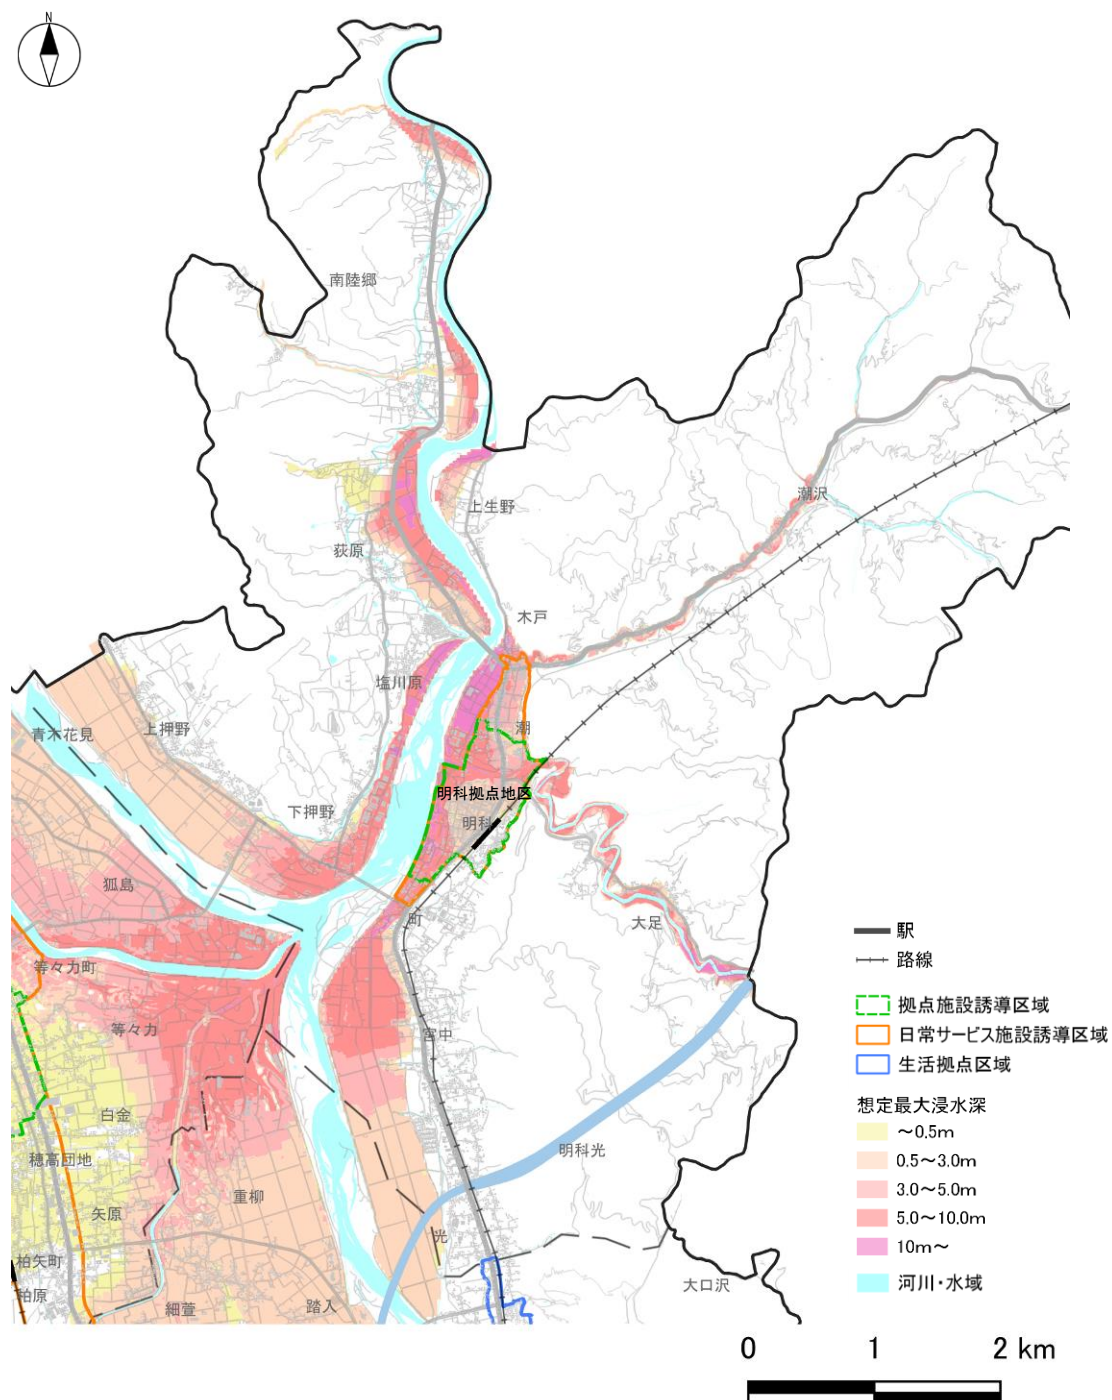 N
南陸郷
潮沢
上生野
荻原
木戸
塩川原
潮
上押野
青木花見
明科拠点地区
下押野
明科
狐島
町
大足
駅
路線
等々力町
拠点施設誘導区域
等々力
宮中
日常サービス施設誘導区域
生活拠点区域
想定最大浸水深
白金
～0.5m
穂高団地
明科光
0.5～3.0m
重柳
3.0～5.0m
矢原
5.0～10.0m
光
10m～
柏矢町
大口沢
河川・水域
柏原
細萱
踏入
0 1 2 km